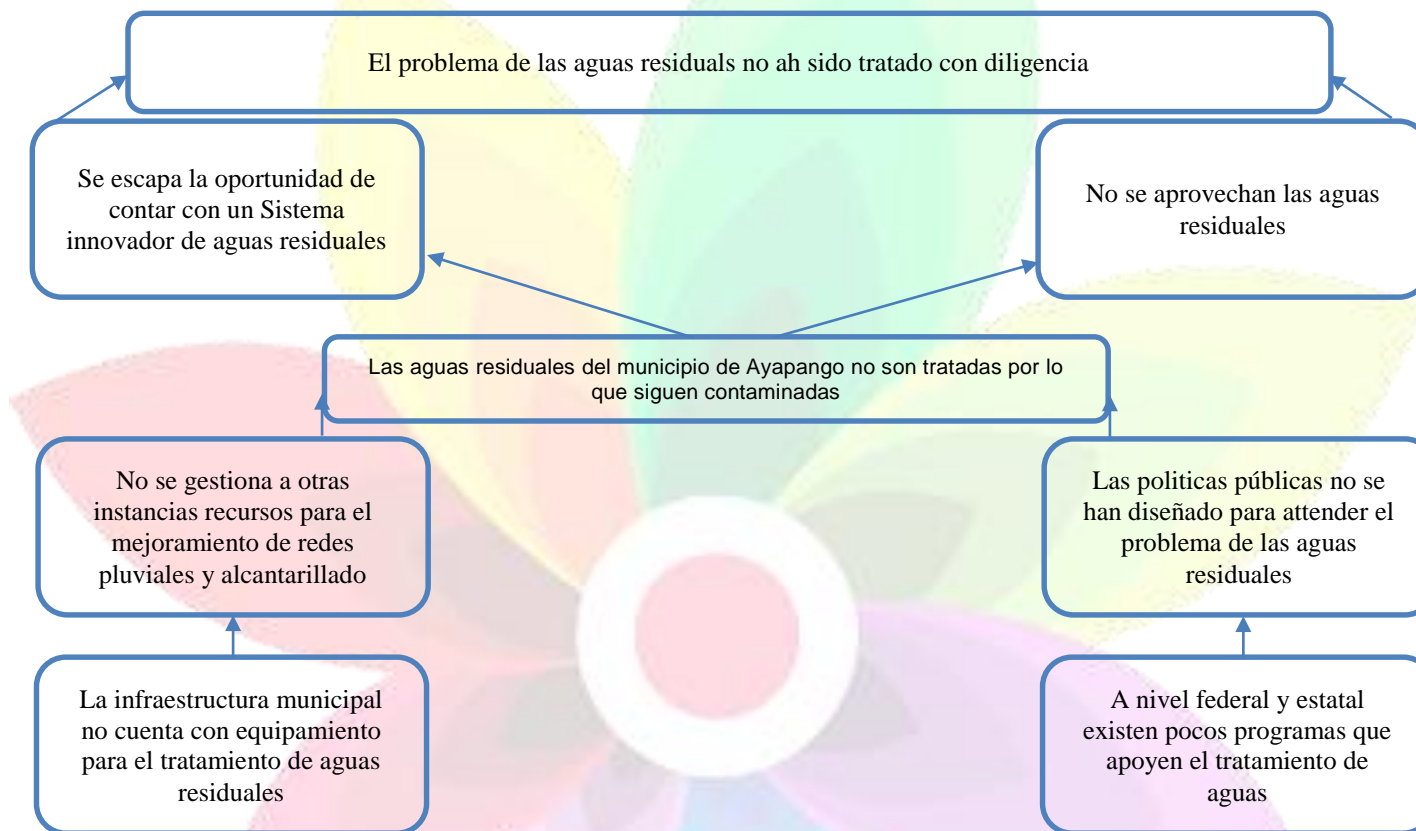 El problema de las aguas residuals no ah sido tratado con diligencia
Se escapa la oportunidad de
contar con un Sistema
innovador de aguas residuales
No se aprovechan las aguas
residuales
Las aguas residuales del municipio de Ayapango no son tratadas por lo
que siguen contaminadas
No se gestiona a otras
instancias recursos para el
mejoramiento de redes
pluviales y alcantarillado
Las politicas públicas no se
han diseñado para attender el
problema de las aguas
residuales
La infraestructura municipal
no cuenta con equipamiento
para el tratamiento de aguas
residuales
A nivel federal y estatal
existen pocos programas que
apoyen el tratamiento de
aguas